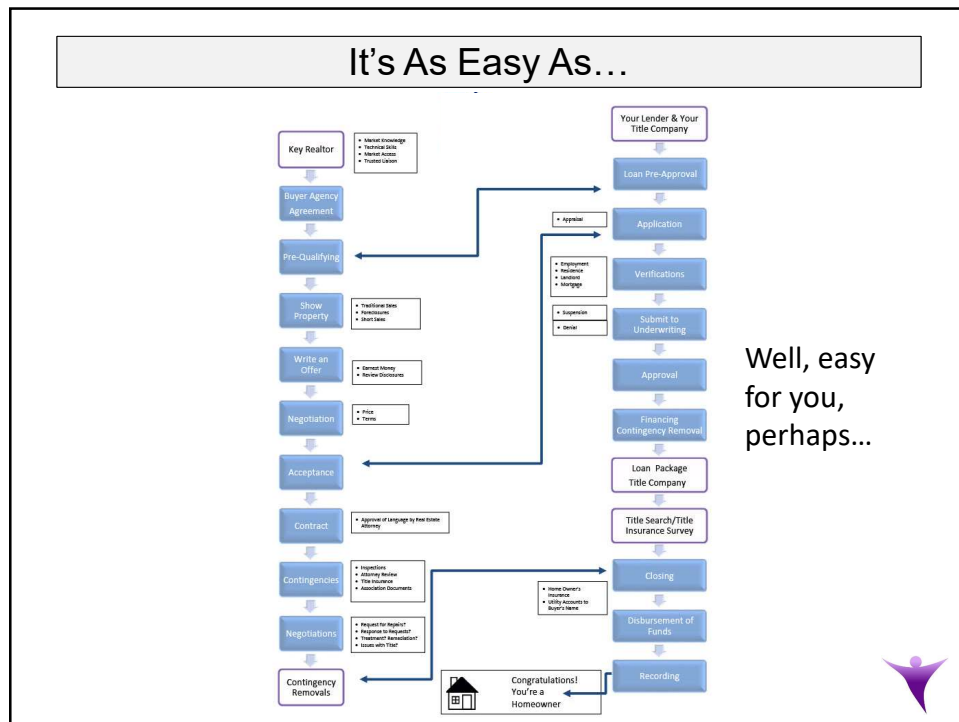 It's As Easy As…
Key Realtor
• Market Knowledge
• Technical Skills
• Market Access
• Trusted Liaison
Buyer Agency
Agreement
Pre-Qualifying
Show
Property
• Traditional Sales
• Foreclosures
• Short Sales
Write an
Offer
• Earnest Money
• Review Disclosures
Negotiation
• Price
• Terms
Acceptance
Contract
• Approval of Language by Real Estate
Attorney
Contingencies
• Inspections
• Attorney Review
• Title Insurance
• Association Documents
Negotiations
• Request for Repairs?
• Response to Requests?
• Treatment? Remediation?
• Issues with Title?
Contingency
Removals
Your Lender & Your
Title Company
Loan Pre-Approval
Application
• Appraisal
Verifications
• Employment
• Residence
• Landlord
• Mortgage
Submit to
Underwriting
• Suspension
• Denial
Approval
Financing
Contingency Removal
Loan Package
Title Company
Title Search/Title
Insurance Survey
Closing
• Home Owner's
Insurance
• Utility Accounts to
Buyer's Name
Disbursement of
Funds
Recording
Congratulations!
You're a
Homeowner
Well, easy
for you,
perhaps…